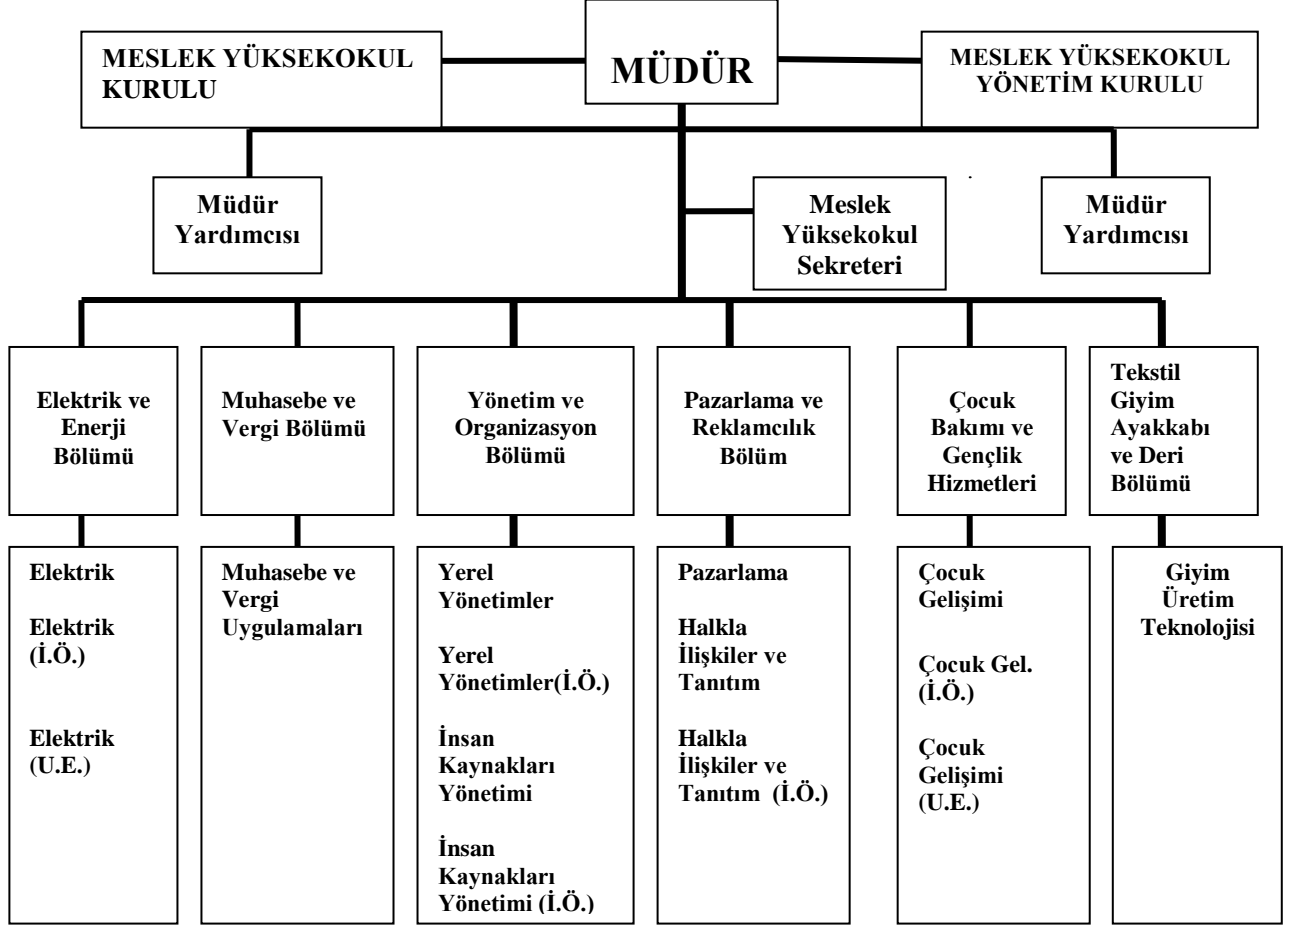 MESLEK YÜKSEKOKUL
KURULU
MÜDÜR
MESLEK YÜKSEKOKUL
YÖNETİM KURULU
Müdür
Yardımcısı
Meslek
Yüksekokul
Sekreteri
Müdür
Yardımcısı
Elektrik ve
Enerji
Bölümü
Muhasebe ve
Vergi Bölümü
Yönetim ve
Organizasyon
Bölümü
Pazarlama ve
Reklamcılık
Bölüm
Çocuk
Bakımı ve
Gençlik
Hizmetleri
Tekstil
Giyim
Ayakkabı
ve Deri
Bölümü
Elektrik
Elektrik
(İ.Ö.)
Elektrik
(U.E.)
Muhasebe ve
Vergi
Uygulamaları
Yerel
Yönetimler
Yerel
Yönetimler(İ.Ö.)
İnsan
Kaynakları
Yönetimi
İnsan
Kaynakları
Yönetimi (İ.Ö.)
Pazarlama
Halkla
İlişkiler ve
Tanıtım
Halkla
İlişkiler ve
Tanıtım  (İ.Ö.)
Çocuk
Gelişimi
Çocuk Gel.
(İ.Ö.)
Çocuk
Gelişimi
(U.E.)
Giyim
Üretim
Teknolojisi